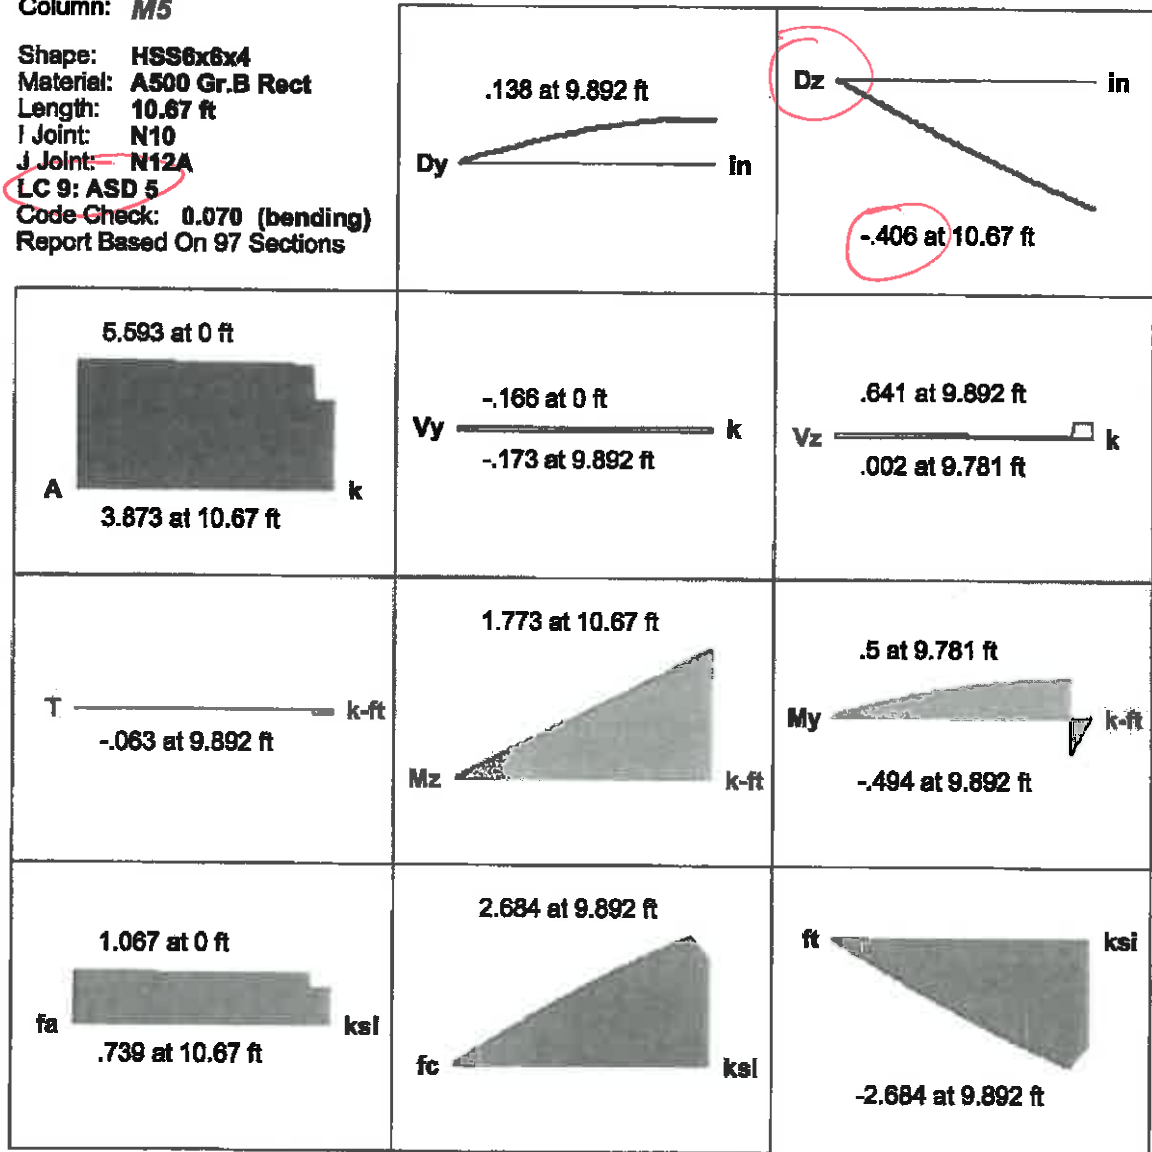 Column: M5
Shape: HSS6x6x4
Material: A500 Gr.B Rect
Length: 10.67 ft
I Joint: N10
J Joint: N12A
LC 9: ASD 5
Code Check: 0.070 (bending)
Report Based On 97 Sections
.138 at 9.892 ft
Dy in
Dz in
-.406 at 10.67 ft
5.593 at 0 ft
A k
3.873 at 10.67 ft
-.166 at 0 ft
Vy k
-.173 at 9.892 ft
.641 at 9.892 ft
Vz k
.002 at 9.781 ft
T k-ft
-.063 at 9.892 ft
1.773 at 10.67 ft
Mz k-ft
.5 at 9.781 ft
My k-ft
-.494 at 9.892 ft
1.067 at 0 ft
fa ksi
.739 at 10.67 ft
2.684 at 9.892 ft
fc ksi
ft ksi
-2.684 at 9.892 ft